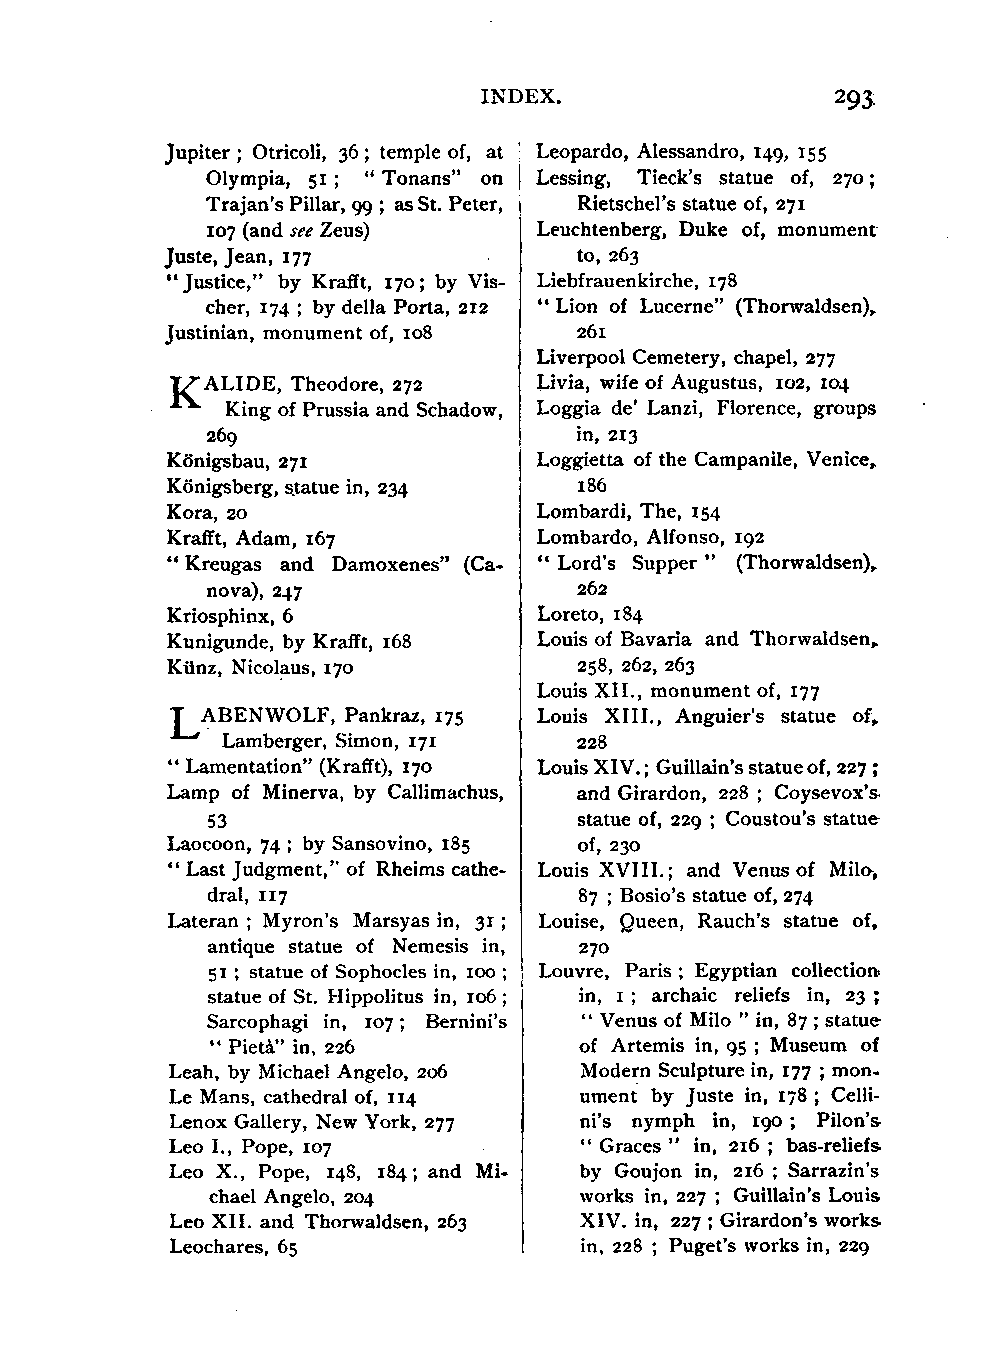 INDEX. 293
Jupiter ; Otricoli, 36 ; temple of, at
Olympia, 51 ; " Tonans" on
Trajan's Pillar, 99 ; as St. Peter,
107 (and see Zeus)
Juste, Jean, 177
" Justice," by Krafft, 170 ; by Vis-
cher, 174 ; by della Porta, 212
Justinian, monument of, 108
KALIDE, Theodore, 272
King of Prussia and Schadow,
269
Königsbau, 271
Königsberg, statue in, 234
Kora, 20
Krafft, Adam, 167
" Kreugas and Damoxenes" (Ca-
nova), 247
Kriosphinx, 6
Kunigunde, by Krafft, 168
Künz, Nicolaus, 170
LABENWOLF, Pankraz, 175
Lamberger, Simon, 171
" Lamentation" (Krafft), 170
Lamp of Minerva, by Callimachus,
53
Laocoon, 74 ; by Sansovino, 185
" Last Judgment," of Rheims cathe-
dral, 117
Lateran ; Myron's Marsyas in, 31 ;
antique statue of Nemesis in,
51 ; statue of Sophocles in, 100 ;
statue of St. Hippolitus in, 106 ;
Sarcophagi in, 107 ; Bernini's
" Pietà" in, 226
Leah, by Michael Angelo, 206
Le Mans, cathedral of, 114
Lenox Gallery, New York, 277
Leo I., Pope, 107
Leo X., Pope, 148, 184 ; and Mi-
chael Angelo, 204
Leo XII. and Thorwaldsen, 263
Leochares, 65
Leopardo, Alessandro, 149, 155
Lessing, Tieck's statue of, 270 ;
Rietschel's statue of, 271
Leuchtenberg, Duke of, monument
to, 263
Liebfrauenkirche, 178
" Lion of Lucerne" (Thorwaldsen),
261
Liverpool Cemetery, chapel, 277
Livia, wife of Augustus, 102, 104
Loggia de' Lanzi, Florence, groups
in, 213
Loggietta of the Campanile, Venice,
186
Lombardi, The, 154
Lombardo, Alfonso, 192
" Lord's Supper " (Thorwaldsen),
262
Loreto, 184
Louis of Bavaria and Thorwaldsen,
258, 262, 263
Louis XII., monument of, 177
Louis XIII., Anguier's statue of,
228
Louis XIV. ; Guillain's statue of, 227 ;
and Girardon, 228 ; Coysevox's
statue of, 229 ; Coustou's statue
of, 230
Louis XVIII. ; and Venus of Milo,
87 ; Bosio's statue of, 274
Louise, Queen, Rauch's statue of,
270
Louvre, Paris ; Egyptian collection
in, 1 ; archaic reliefs in, 23 ;
" Venus of Milo " in, 87 ; statue
of Artemis in, 95 ; Museum of
Modern Sculpture in, 177 ; mon-
ument by Juste in, 178 ; Celli-
ni's nymph in, 190 ; Pilon's
" Graces " in, 216 ; bas-reliefs
by Goujon in, 216 ; Sarrazin's
works in, 227 ; Guillain's Louis
XIV. in, 227 ; Girardon's works
in, 228 ; Puget's works in, 229